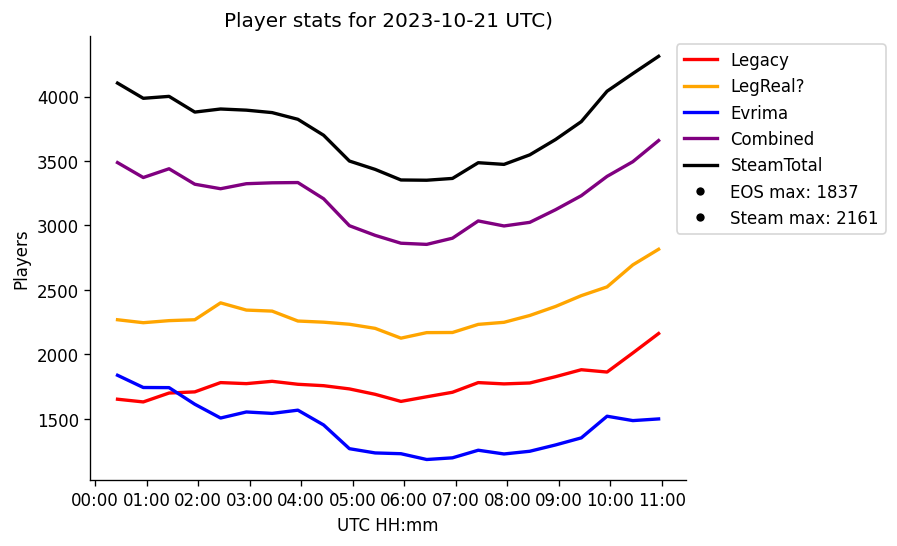 Player stats for 2023-10-21 UTC)
Legacy
LegReal?
Evrima
Combined
SteamTotal
EOS max: 1837
Steam max: 2161
Players
4000
3500
3000
2500
2000
1500
00:00 01:00 02:00 03:00 04:00 05:00 06:00 07:00 08:00 09:00 10:00 11:00
UTC HH:mm